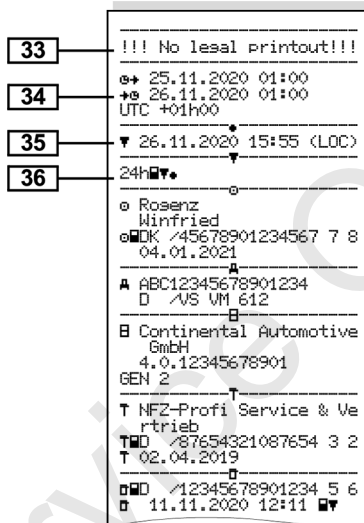 33
!!! No lesal printout!!!
25.11.2020 01:00
34
26.11.2020 01:00
UTC +01h00
35
▼ 26.11.2020 15:55 (LOC)
36
24h
Rogenz
Winfried
DK /45678901234567 7 8
04.01.2021
A
A ABC12345678901234
D /VS VM 612
B
B Continental Automotive
GmbH
4.0.12345678901
GEN 2
T
T NFZ-Profi Service & Ve
rtrieb
T D /87654321087654 3 2
T 02.04.2019
D /12345678901234 5 6
11.11.2020 12:11
rvice C